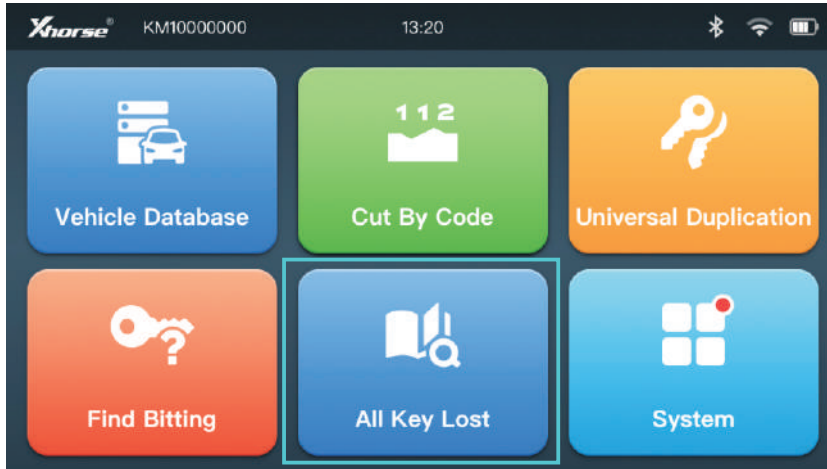 Xhorse® KM10000000 13:20
112
Vehicle Database Cut By Code Universal Duplication
?
Find Bitting All Key Lost System